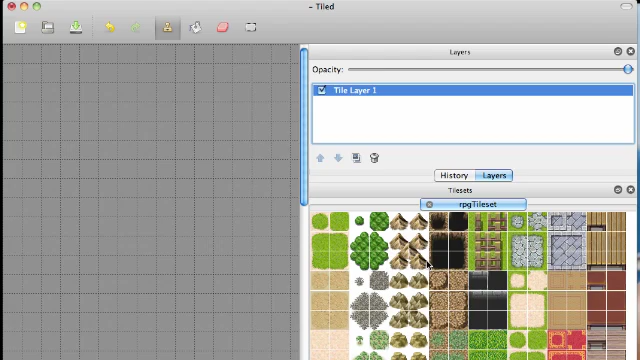 - Tiled
Layers
Opacity:
Tile Layer 1
History
Layers
Tilesets
rpgTileset